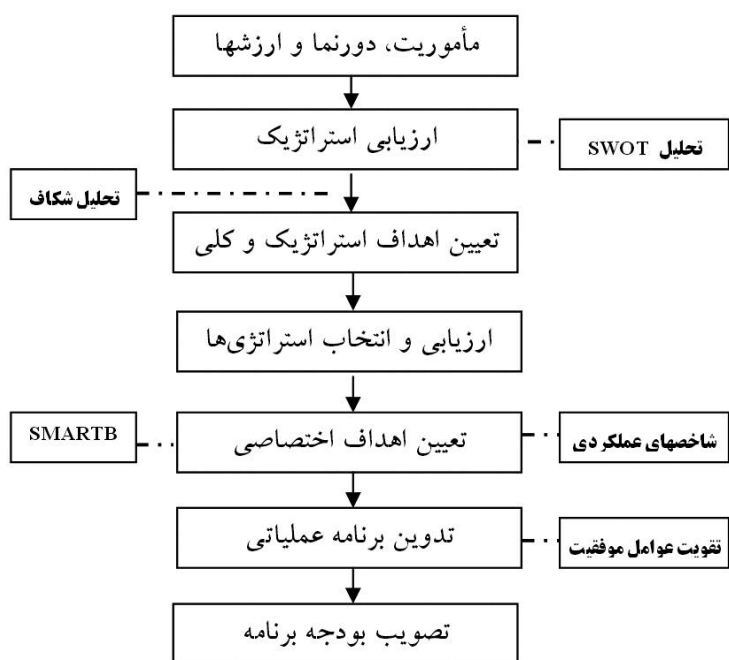 مأموریت، دورنما و ارزشها
ارزیابی استراتژیک
تحلیل SWOT
تحلیل شکاف
تعیین اهداف استراتژیک و کلی
ارزیابی و انتخاب استراتژی‌ها
SMARTB
تعیین اهداف اختصاصی
شاخصهای عملکردی
تدوین برنامه عملیاتی
تقویت عوامل موفقیت
تصویب بودجه برنامه